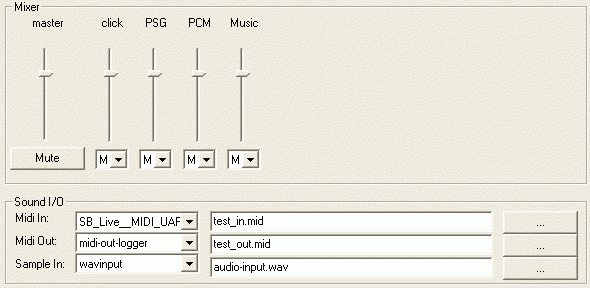 Mixer
master click PSG PCM Music
Mute M M M M
Sound I/O
Midi In: SB_Live__MIDI_UAF test_in.mid ...
Midi Out: midi-out-logger test_out.mid ...
Sample In: wavinput audio-input.wav ...